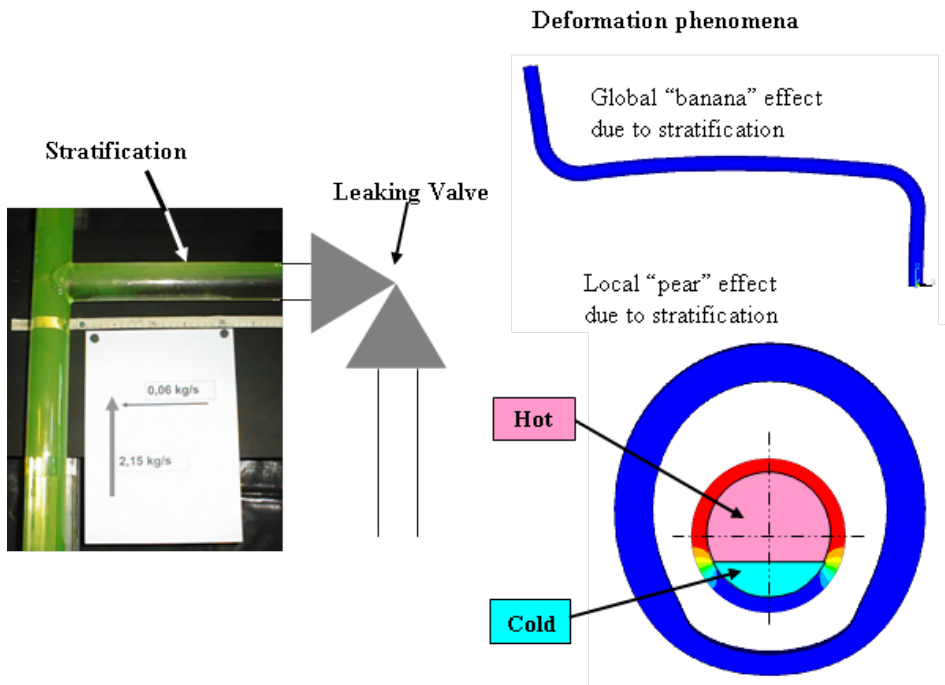 Deformation phenomena
Global “banana” effect
due to stratification
Stratification
Leaking Valve
Local “pear” effect
due to stratification
0,06 kg/s
2,15 kg/s
Hot
Cold